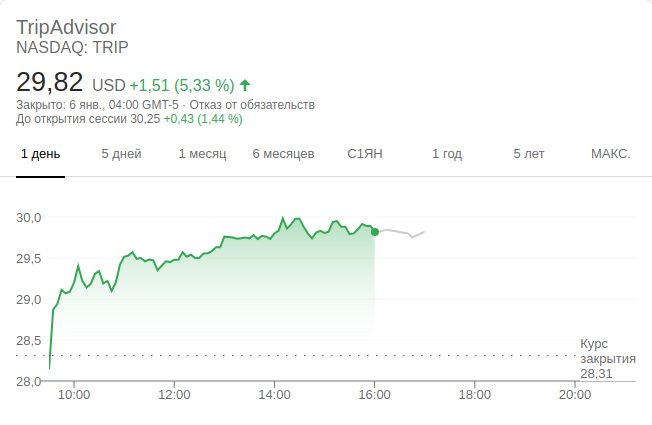 TripAdvisor
NASDAQ: TRIP
29,82 USD +1,51 (5,33 %)
Закрыто: 6 янв., 04:00 GMT-5 · Отказ от обязательств
До открытия сессии 30,25 +0,43 (1,44 %)
1 день 5 дней 1 месяц 6 месяцев С1ЯН 1 год 5 лет МАКС.
30,0
29,5
29,0
28,5
28,0
Курс
закрытия
28,31
10:00 12:00 14:00 16:00 18:00 20:00